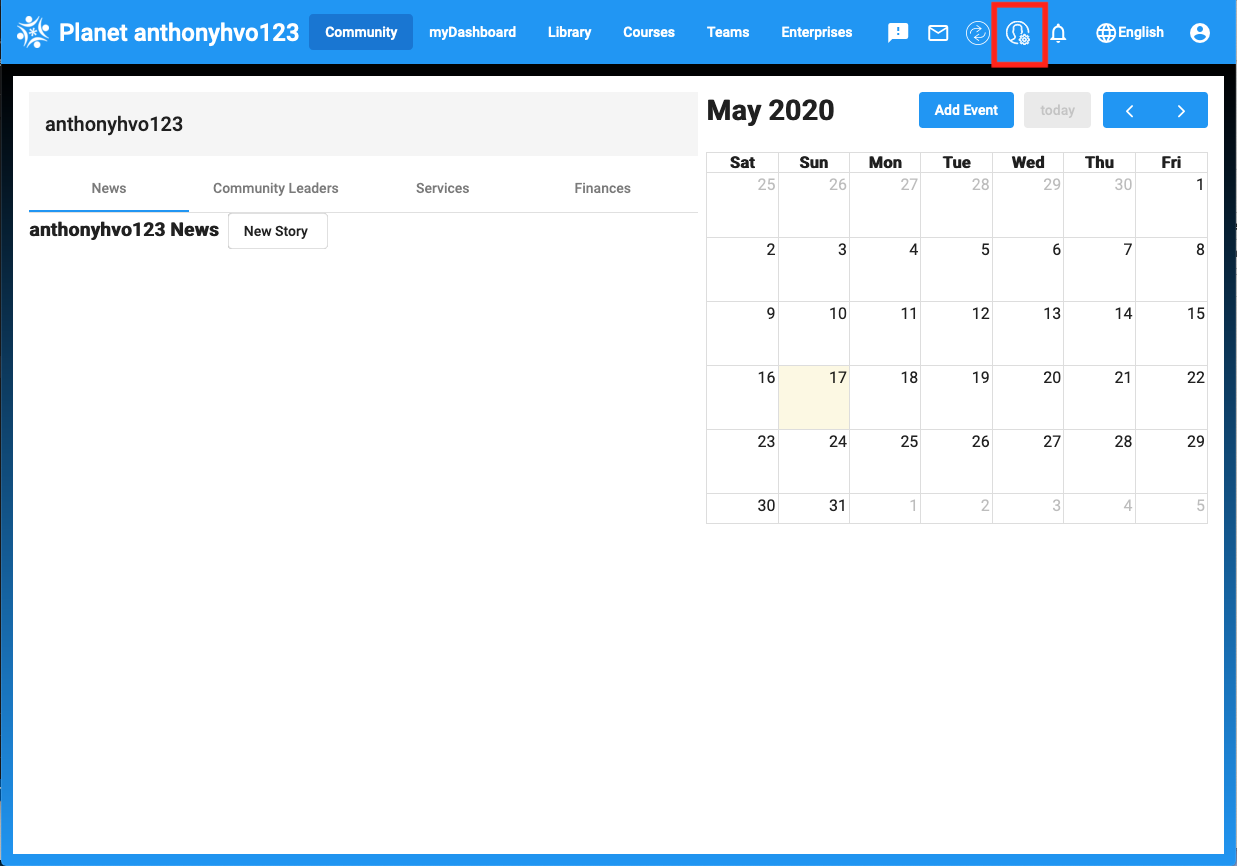 Planet anthonyhvo123 Community myDashboard Library Courses Teams Enterprises English
anthonyhvo123
News Community Leaders Services Finances
anthonyhvo123 News New Story
May 2020 Add Event today
Sat Sun Mon Tue Wed Thu Fri
25 26 27 28 29 30 1
2 3 4 5 6 7 8
9 10 11 12 13 14 15
16 17 18 19 20 21 22
23 24 25 26 27 28 29
30 31 1 2 3 4 5